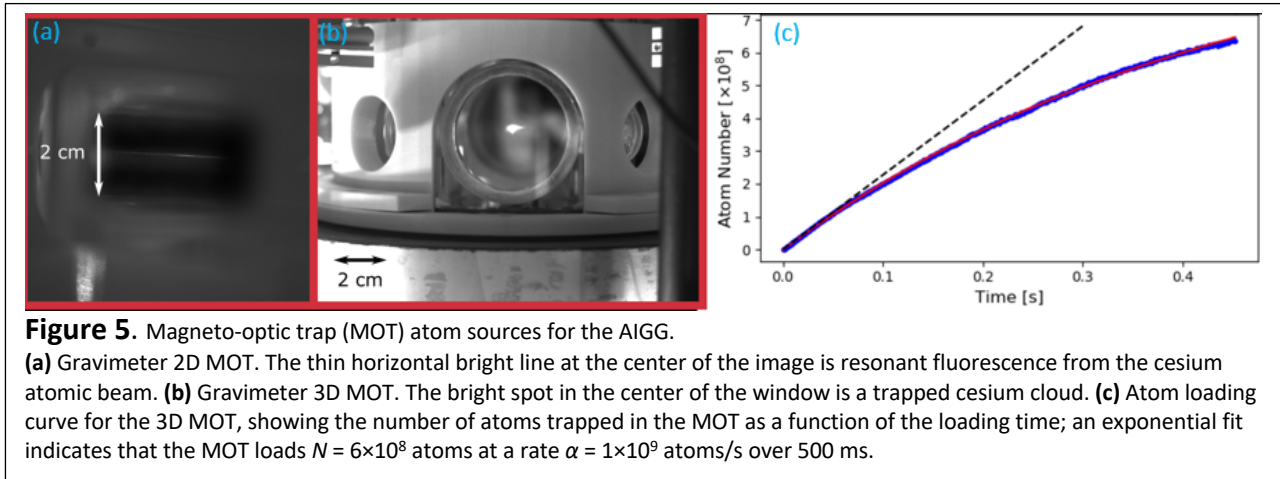 (a)
2 cm
(b)
2 cm
(c)
Atom Number [×10⁸]
7
6
5
4
3
2
1
0
0.0 0.1 0.2 0.3 0.4
Time [s]
Figure 5. Magneto-optic trap (MOT) atom sources for the AIGG.
(a) Gravimeter 2D MOT. The thin horizontal bright line at the center of the image is resonant fluorescence from the cesium
atomic beam. (b) Gravimeter 3D MOT. The bright spot in the center of the window is a trapped cesium cloud. (c) Atom loading
curve for the 3D MOT, showing the number of atoms trapped in the MOT as a function of the loading time; an exponential fit
indicates that the MOT loads N = 6×10⁸ atoms at a rate α = 1×10⁹ atoms/s over 500 ms.